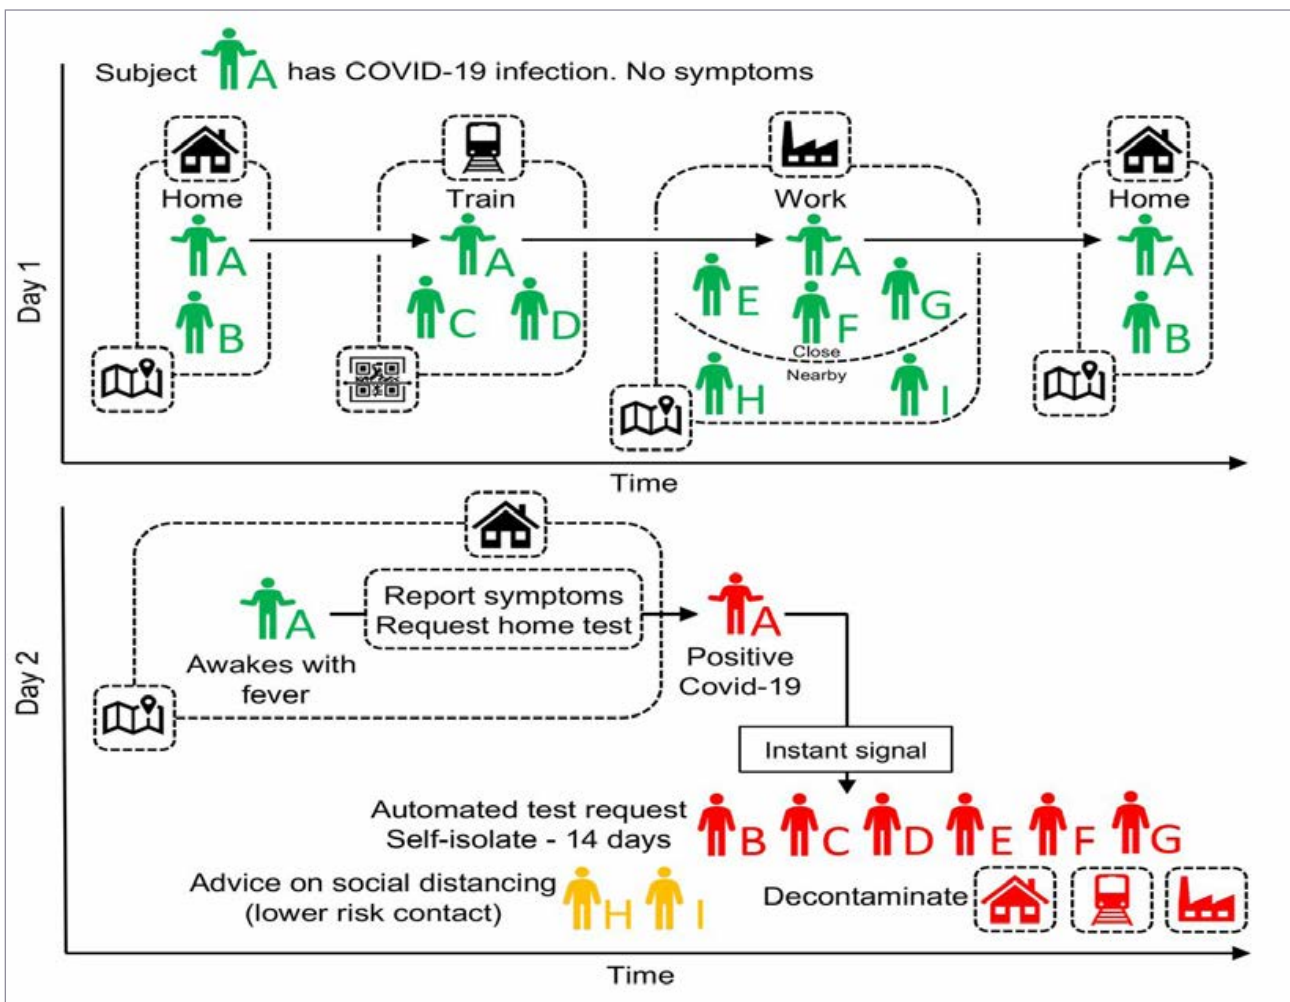 Subject A has COVID-19 infection. No symptoms
Day 1
Home
Train
Work
Home
A
A
A
A
B
C
D
E
F
G
B
Close
Nearby
H
I
Time
Day 2
A
Report symptoms
Request home test
A
Awakes with
fever
Positive
Covid-19
Instant signal
Automated test request
Self-isolate - 14 days
B C D E F G
Advice on social distancing
(lower risk contact)
H I
Decontaminate
Time